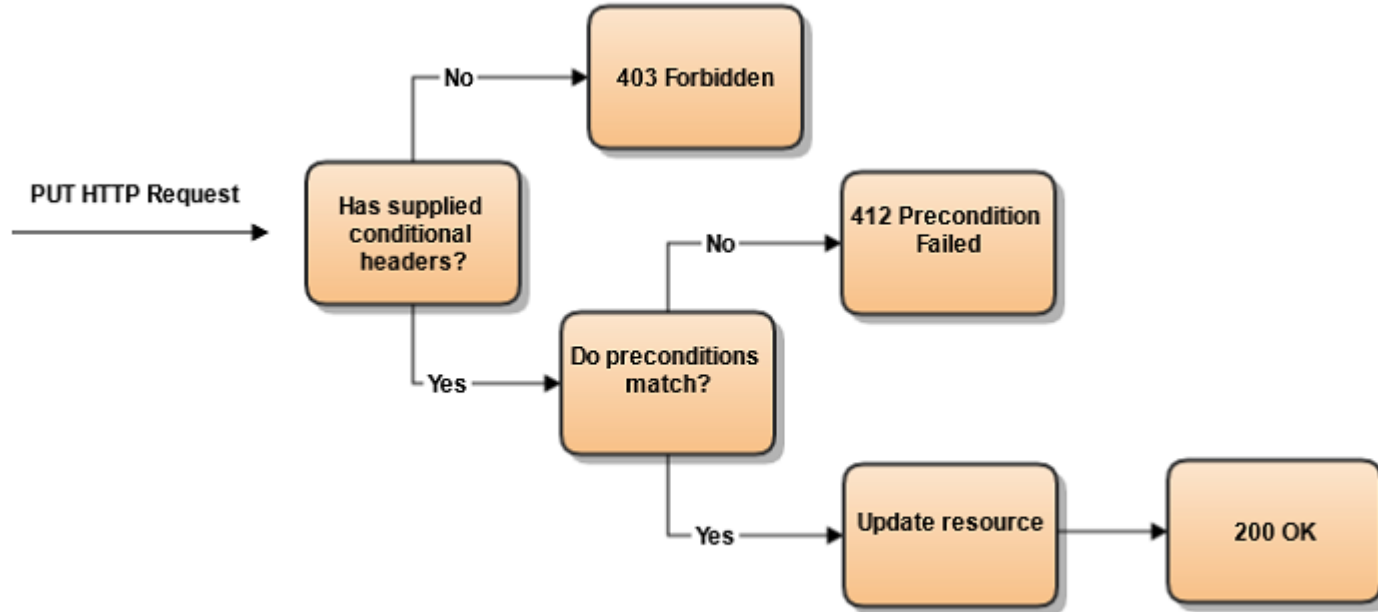 No
403 Forbidden
PUT HTTP Request
Has supplied
conditional
headers?
No
412 Precondition
Failed
Yes
Do preconditions
match?
Yes
Update resource
200 OK